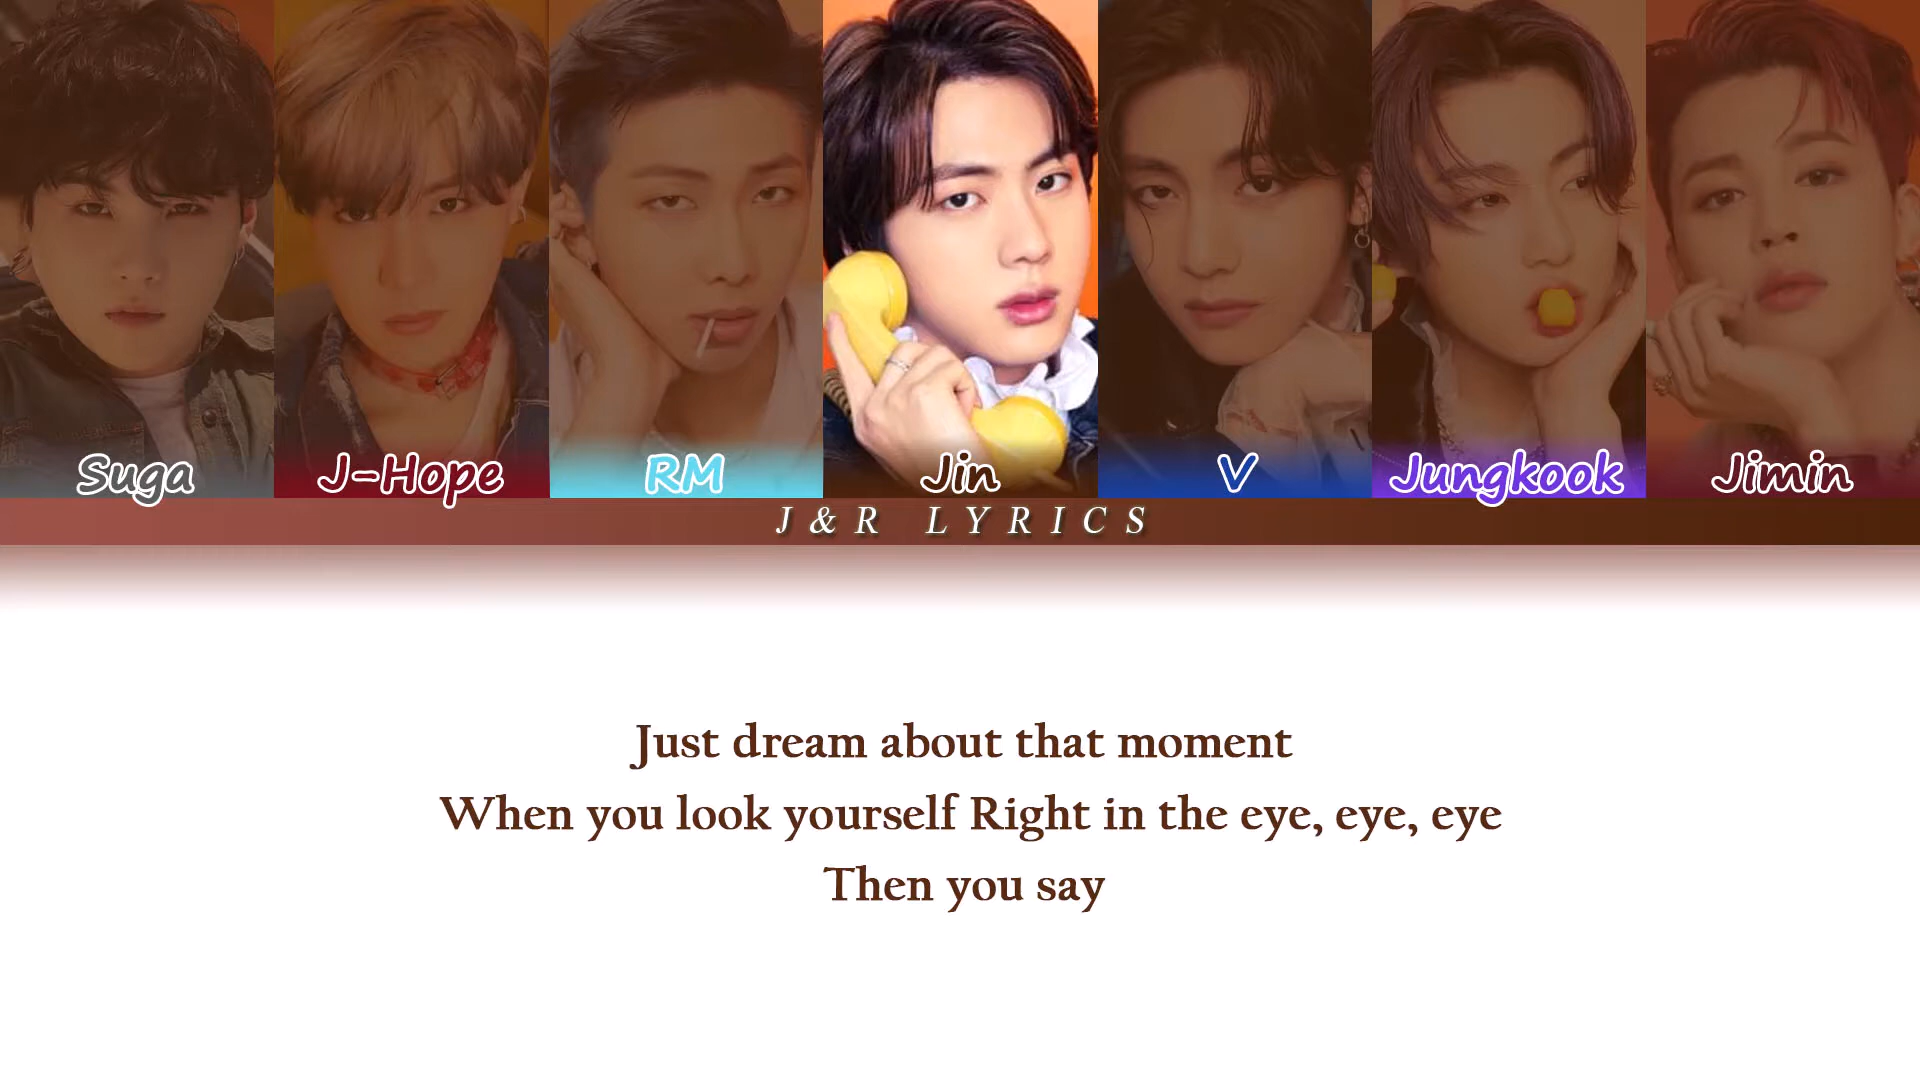 Suga
J-Hope
RM
Jin
V
Jungkook
Jimin
J&R LYRICS
Just dream about that moment
When you look yourself Right in the eye, eye, eye
Then you say